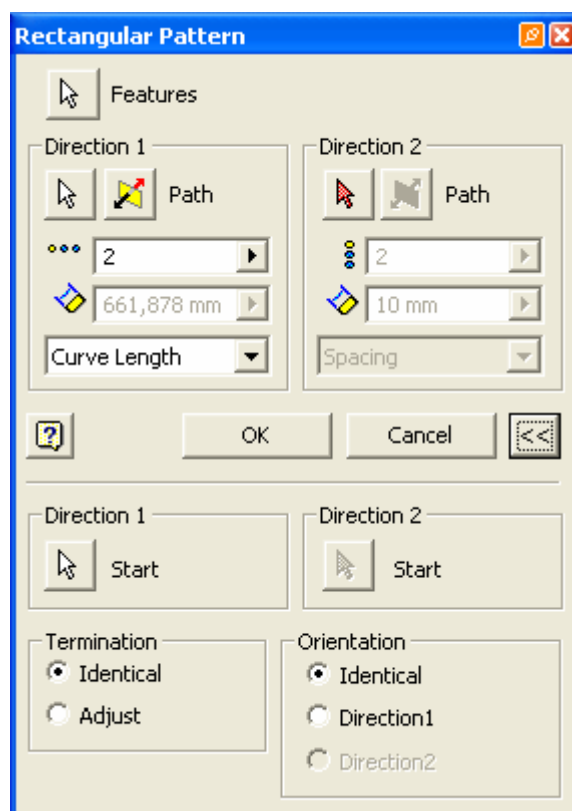 Rectangular Pattern
Features
Direction 1
Direction 2
Path
Path
2
2
661,878 mm
10 mm
Curve Length
Spacing
?
OK
Cancel
<<
Direction 1
Direction 2
Start
Start
Termination
Orientation
Identical
Identical
Adjust
Direction1
Direction2